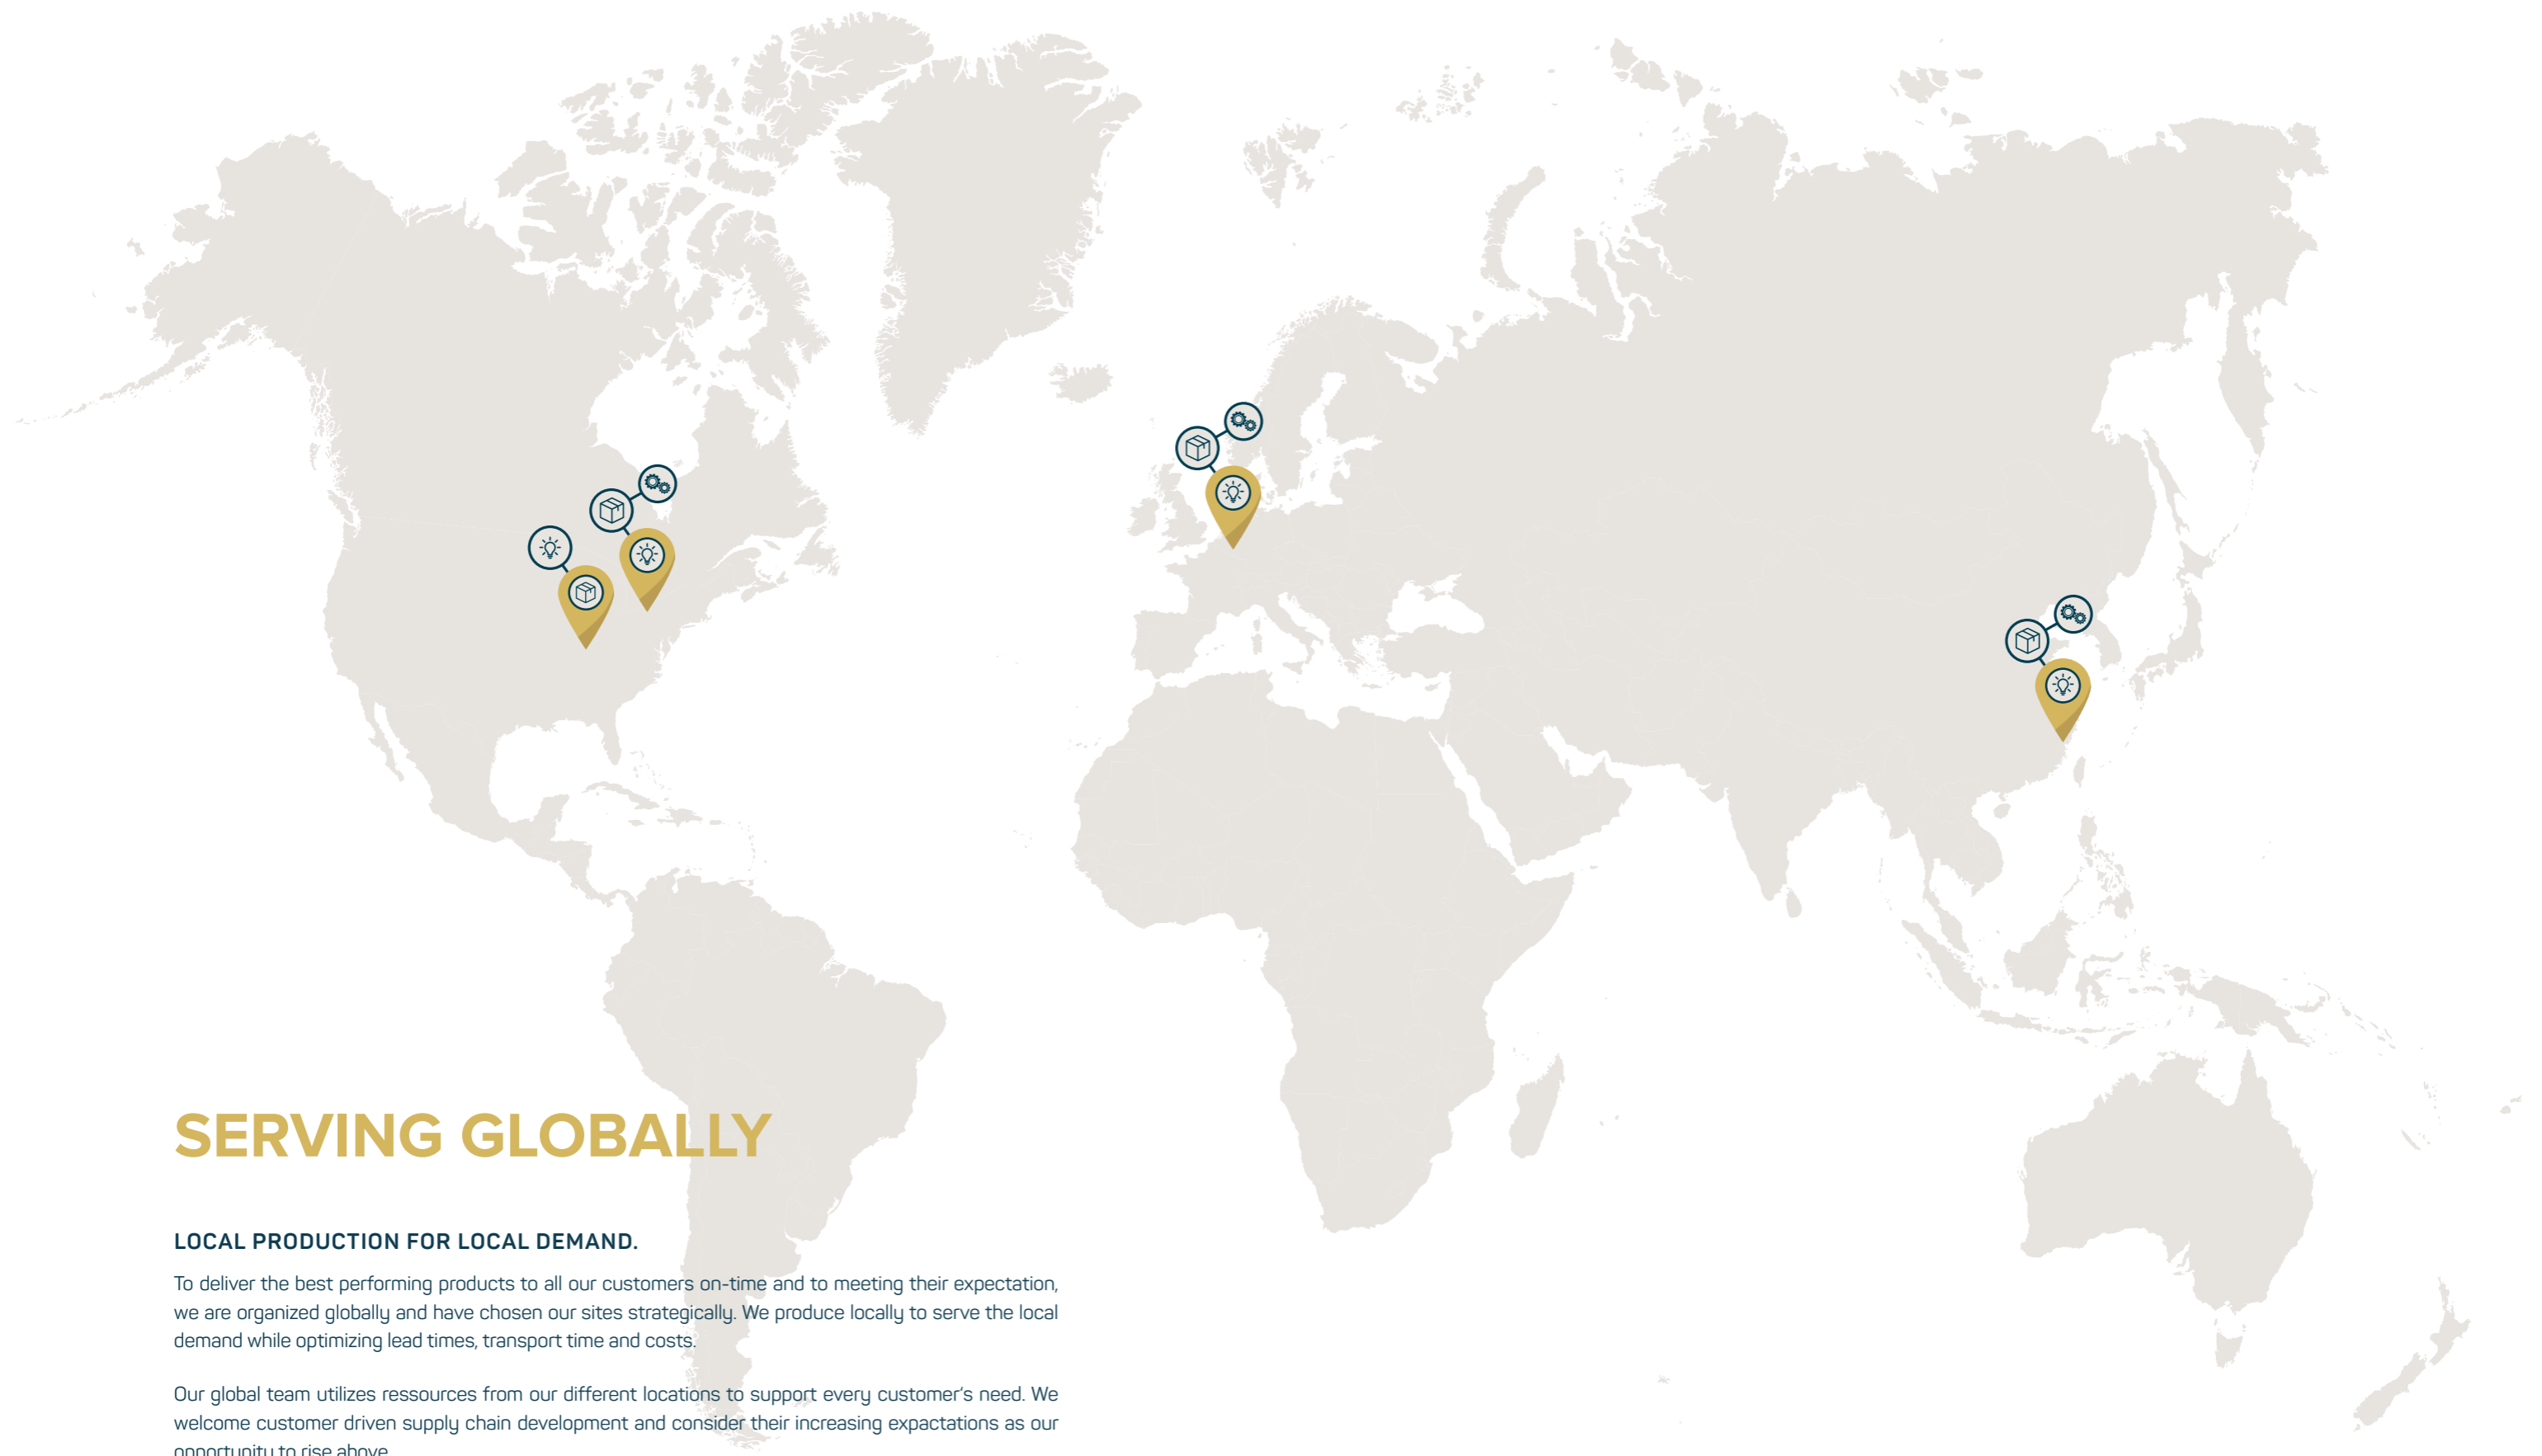 SERVING GLOBALLY
LOCAL PRODUCTION FOR LOCAL DEMAND.
To deliver the best performing products to all our customers on-time and to meeting their expectation,
we are organized globally and have chosen our sites strategically. We produce locally to serve the local
demand while optimizing lead times, transport time and costs.
Our global team utilizes ressources from our different locations to support every customer's need. We
welcome customer driven supply chain development and consider their increasing expactations as our
opportunity to rise above.